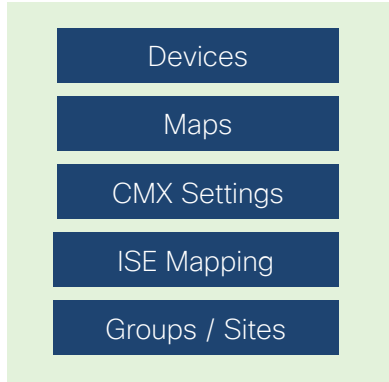 Devices
Maps
CMX Settings
ISE Mapping
Groups / Sites